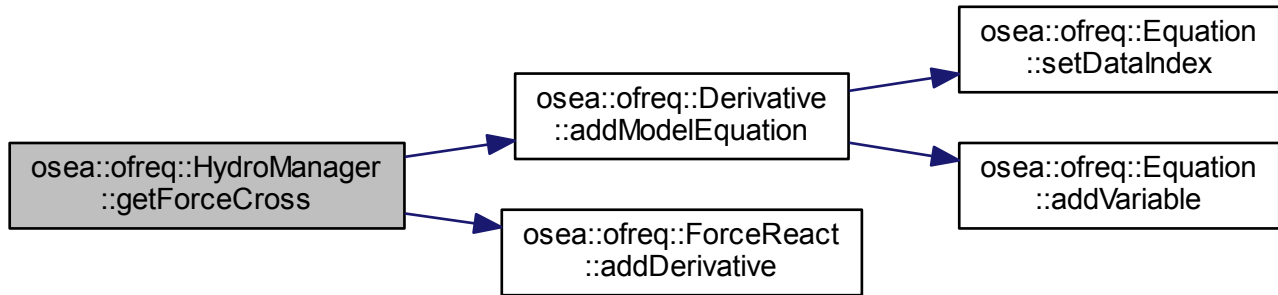 osea::ofreq::HydroManager
::getForceCross
osea::ofreq::Derivative
::addModelEquation
osea::ofreq::ForceReact
::addDerivative
osea::ofreq::Equation
::setDataIndex
osea::ofreq::Equation
::addVariable